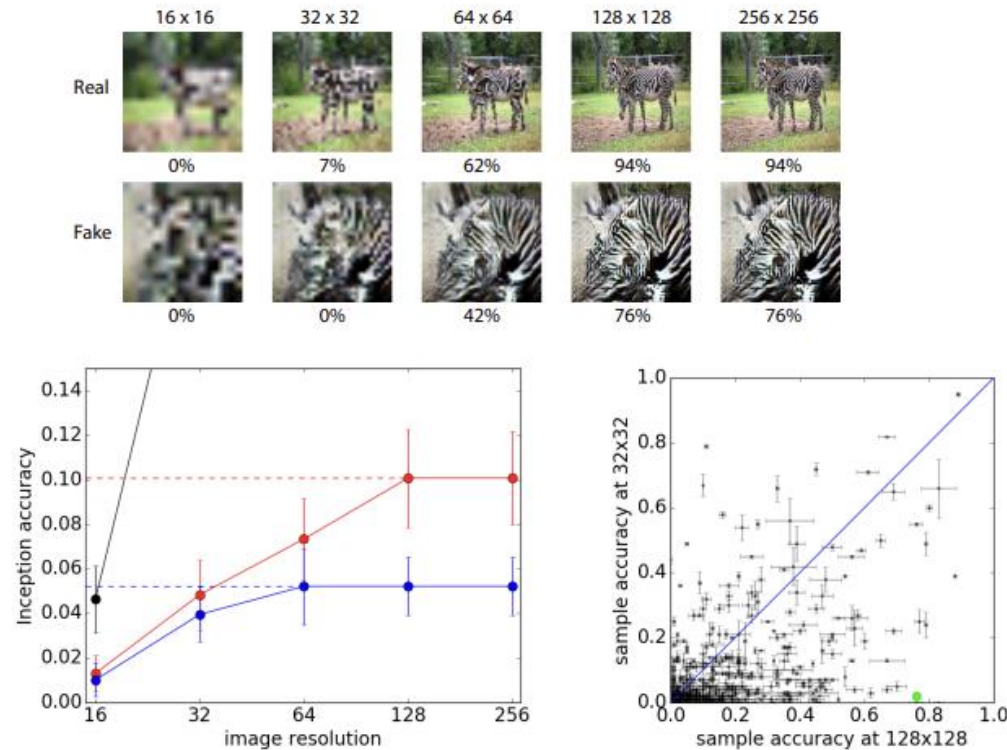 16 x 16 32 x 32 64 x 64 128 x 128 256 x 256
Real
0% 7% 62% 94% 94%
Fake
0% 0% 42% 76% 76%
Inception accuracy
0.14
0.12
0.10
0.08
0.06
0.04
0.02
0.00
16 32 64 128 256
image resolution
sample accuracy at 32x32
1.0
0.8
0.6
0.4
0.2
0.0
0.0 0.2 0.4 0.6 0.8 1.0
sample accuracy at 128x128